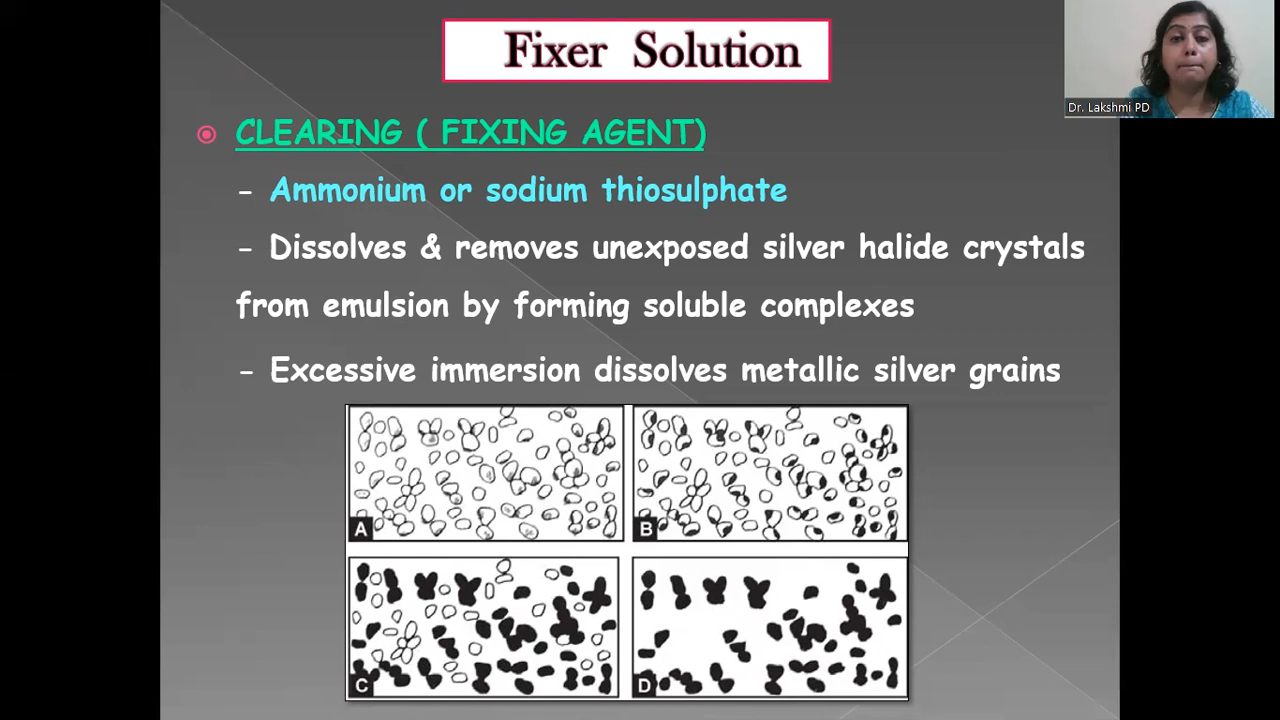 Fixer Solution
Dr. Lakshmi PD
CLEARING ( FIXING AGENT)
- Ammonium or sodium thiosulphate
- Dissolves & removes unexposed silver halide crystals
from emulsion by forming soluble complexes
- Excessive immersion dissolves metallic silver grains
A
B
C
D